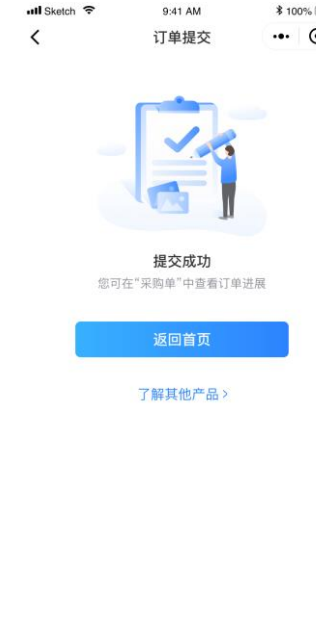 Sketch 9:41 AM 100%
订单提交
提交成功
您可在“采购单”中查看订单进展
返回首页
了解其他产品